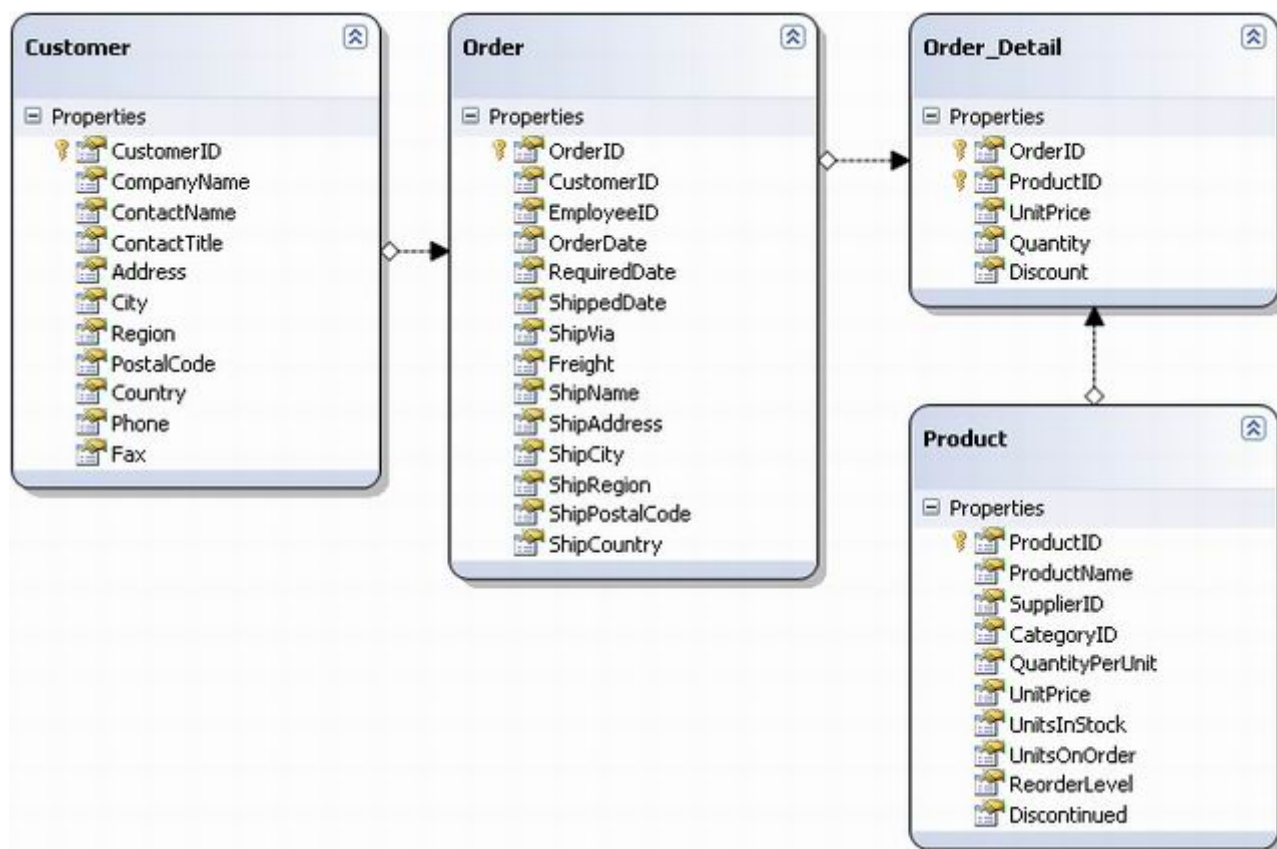 Customer
Properties
CustomerID
CompanyName
ContactName
ContactTitle
Address
City
Region
PostalCode
Country
Phone
Fax
Order
Properties
OrderID
CustomerID
EmployeeID
OrderDate
RequiredDate
ShippedDate
ShipVia
Freight
ShipName
ShipAddress
ShipCity
ShipRegion
ShipPostalCode
ShipCountry
Order_Detail
Properties
OrderID
ProductID
UnitPrice
Quantity
Discount
Product
Properties
ProductID
ProductName
SupplierID
CategoryID
QuantityPerUnit
UnitPrice
UnitsInStock
UnitsOnOrder
ReorderLevel
Discontinued